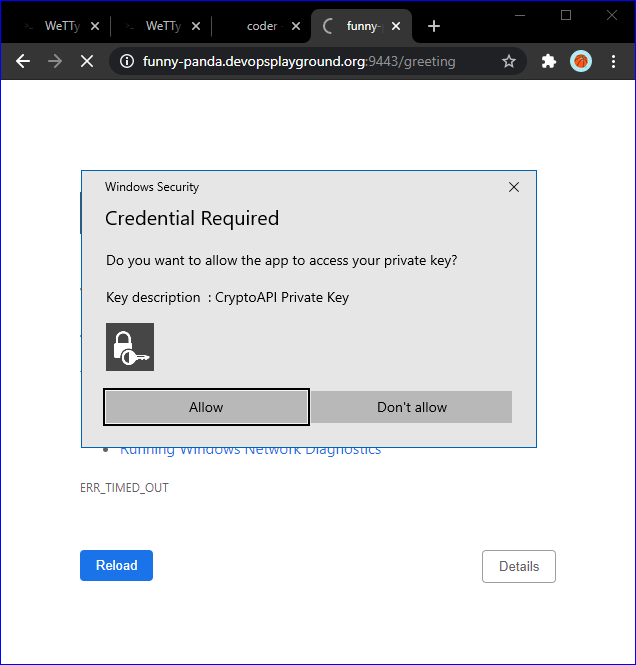 WeTTy
WeTTy
coder
funny-
funny-panda.devopsplayground.org:9443/greeting
Windows Security
Credential Required
Do you want to allow the app to access your private key?
Key description : CryptoAPI Private Key
Allow Don't allow
Running Windows Network Diagnostics
ERR_TIMED_OUT
Reload Details